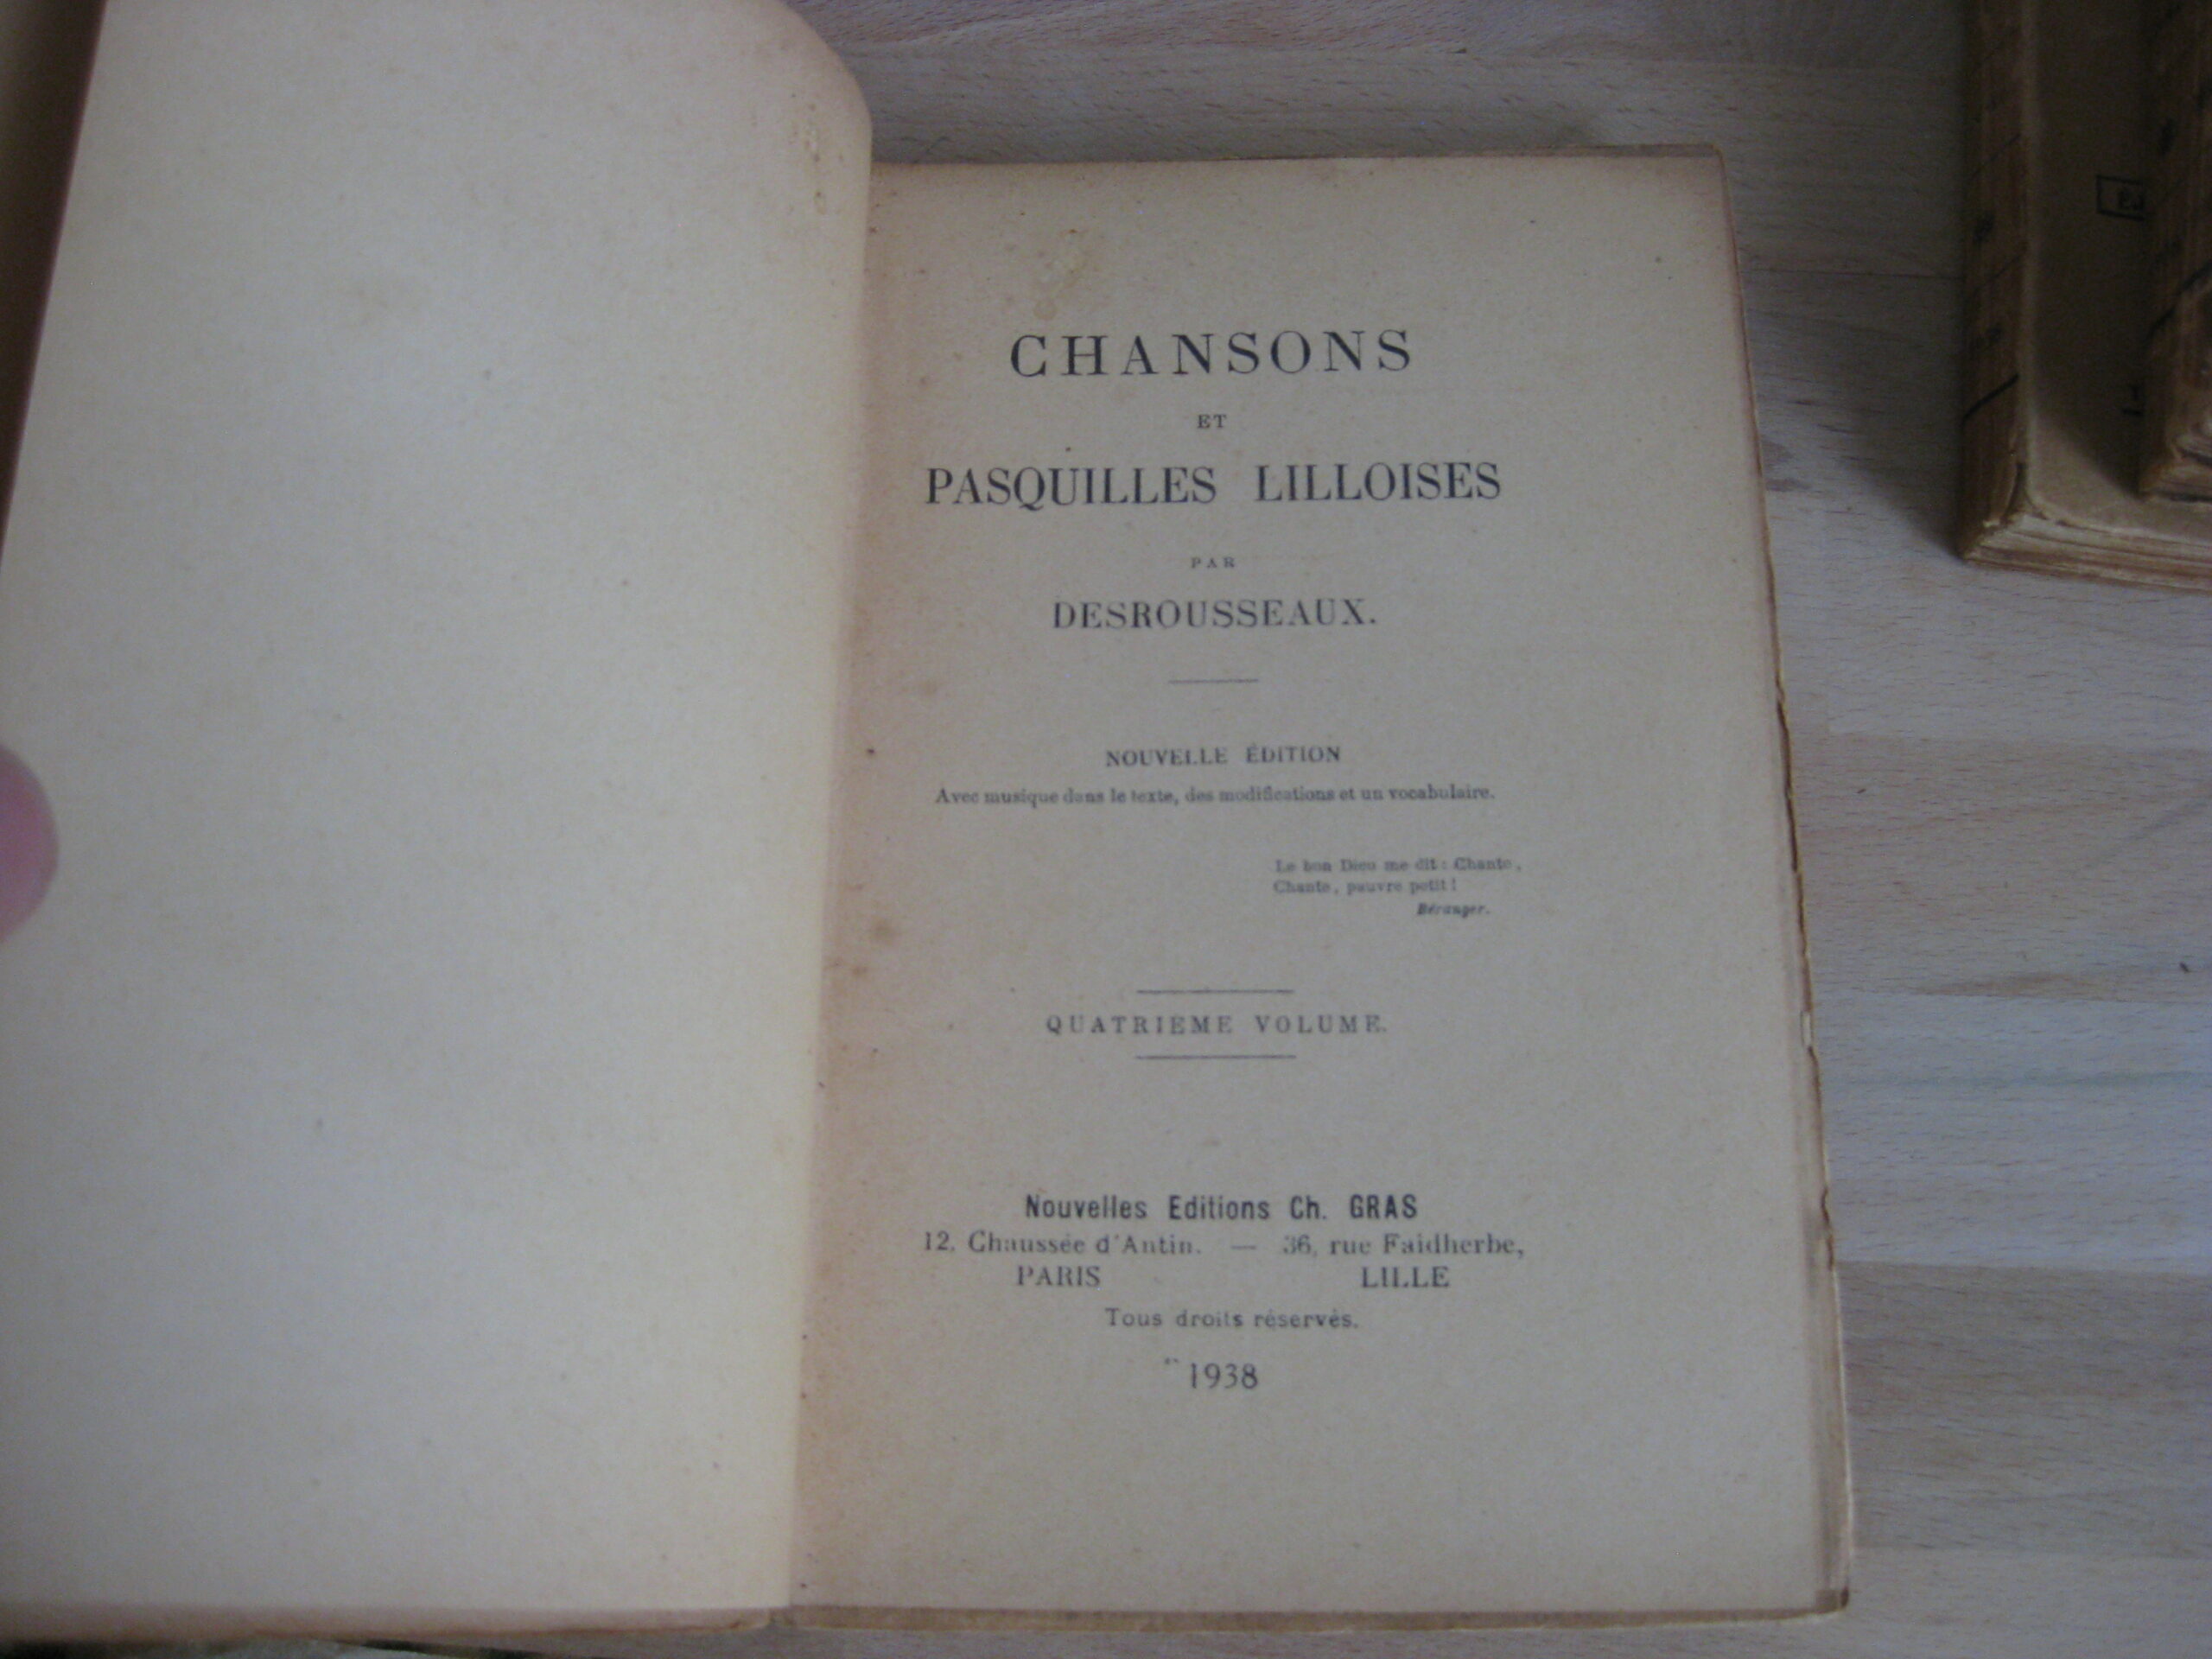 CHANSONS
ET
PASQUILLES LILLOISES
PAR
DESROUSSEAUX.
NOUVELLE ÉDITION
Avec musique dans le texte, des modifications et un vocabulaire.
Le bon Dieu me dit : Chante,
Chante, pauvre petit !
Béranger.
QUATRIEME VOLUME.
Nouvelles Editions Ch. GRAS
12, Chaussée d'Antin. — 36, rue Faidherbe,
PARIS LILLE
Tous droits réservés.
1938